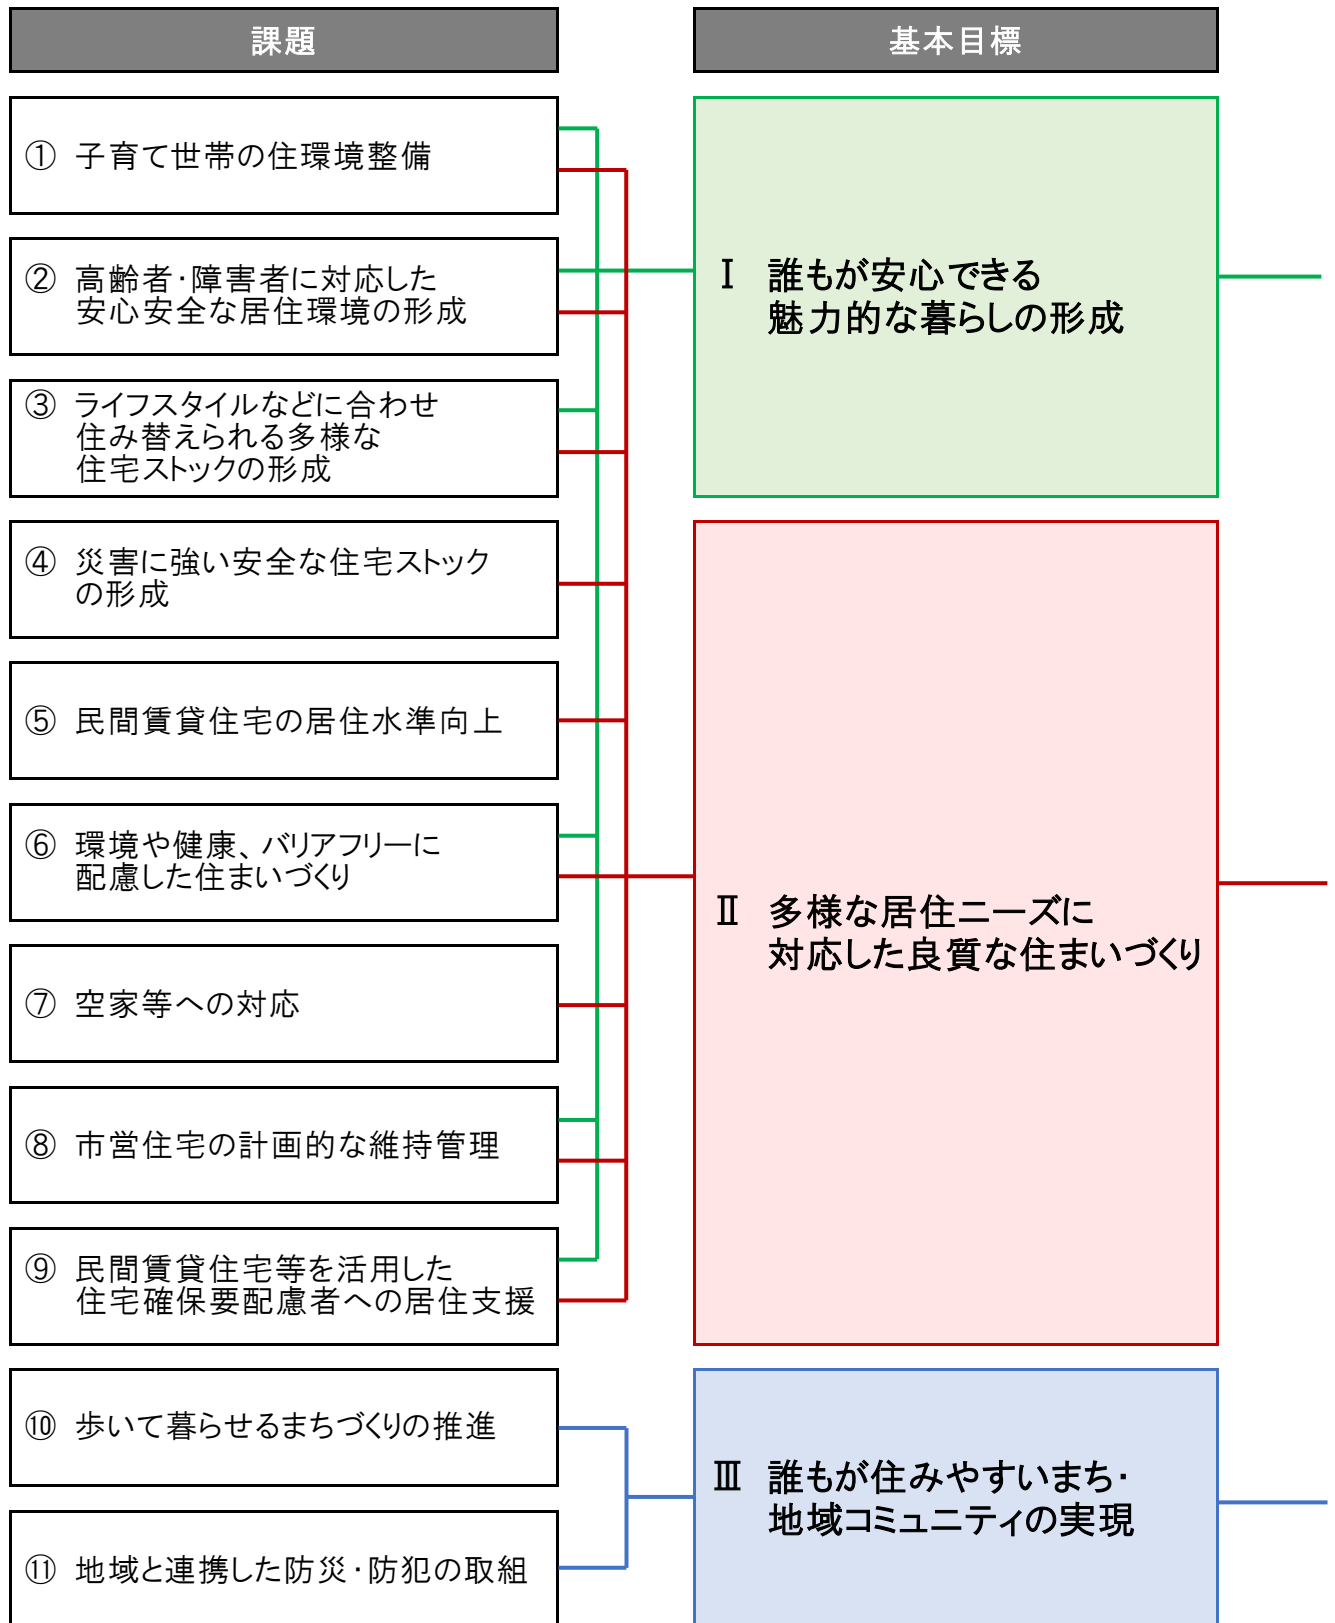 課題
基本目標
① 子育て世帯の住環境整備
② 高齢者・障害者に対応した
安心安全な居住環境の形成
③ ライフスタイルなどに合わせ
住み替えられる多様な
住宅ストックの形成
④ 災害に強い安全な住宅ストック
の形成
⑤ 民間賃貸住宅の居住水準向上
⑥ 環境や健康、バリアフリーに
配慮した住まいづくり
⑦ 空家等への対応
⑧ 市営住宅の計画的な維持管理
⑨ 民間賃貸住宅等を活用した
住宅確保要配慮者への居住支援
⑩ 歩いて暮らせるまちづくりの推進
⑪ 地域と連携した防災・防犯の取組
Ⅰ 誰もが安心できる
魅力的な暮らしの形成
Ⅱ 多様な居住ニーズに
対応した良質な住まいづくり
Ⅲ 誰もが住みやすいまち・
地域コミュニティの実現